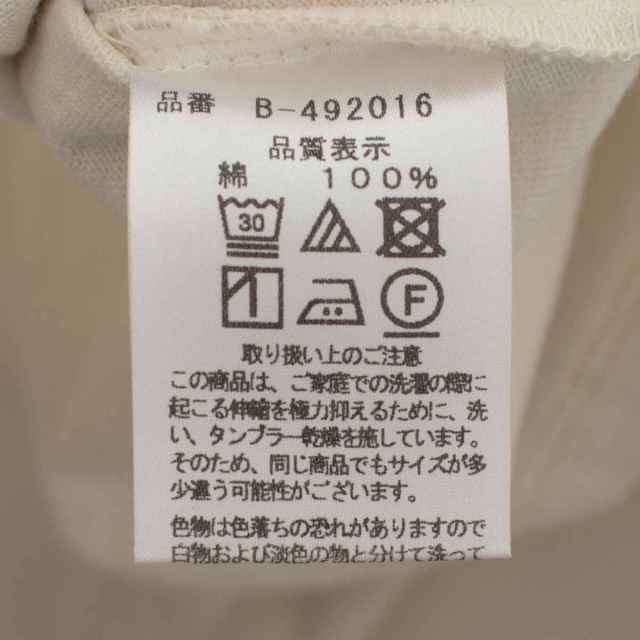 品番 B-492016
品質表示
綿 100%
30
F
取り扱い上のご注意
この商品は、ご家庭での洗濯の際に
起こる伸縮を極力抑えるために、洗
い、タンブラー乾燥を施しています。
そのため、同じ商品でもサイズが多
少違う可能性がございます。
色物は色落ちの恐れがありますので
白物および淡色の物と分けて洗って